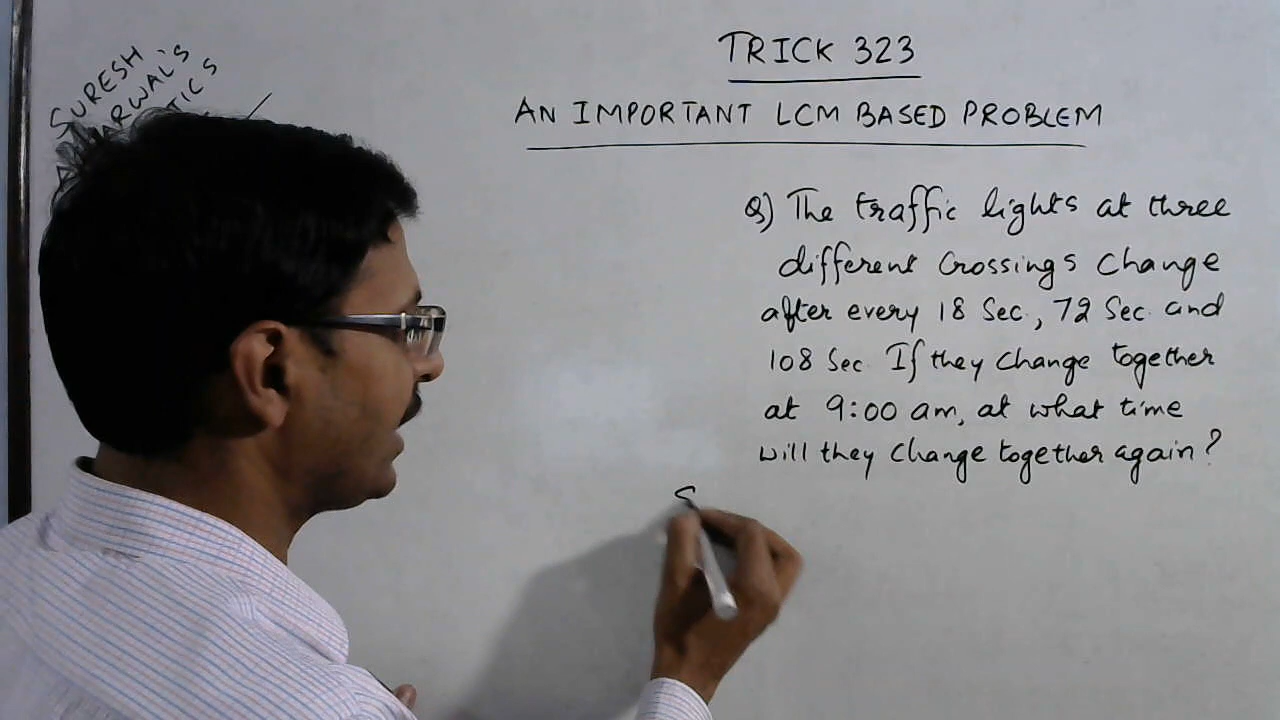 SURESH
TRICK 323
AN IMPORTANT LCM BASED PROBLEM
Q) The traffic lights at three
different crossings change
after every 18 Sec., 72 Sec. and
108 Sec. If they change together
at 9:00 am, at what time
will they change together again?